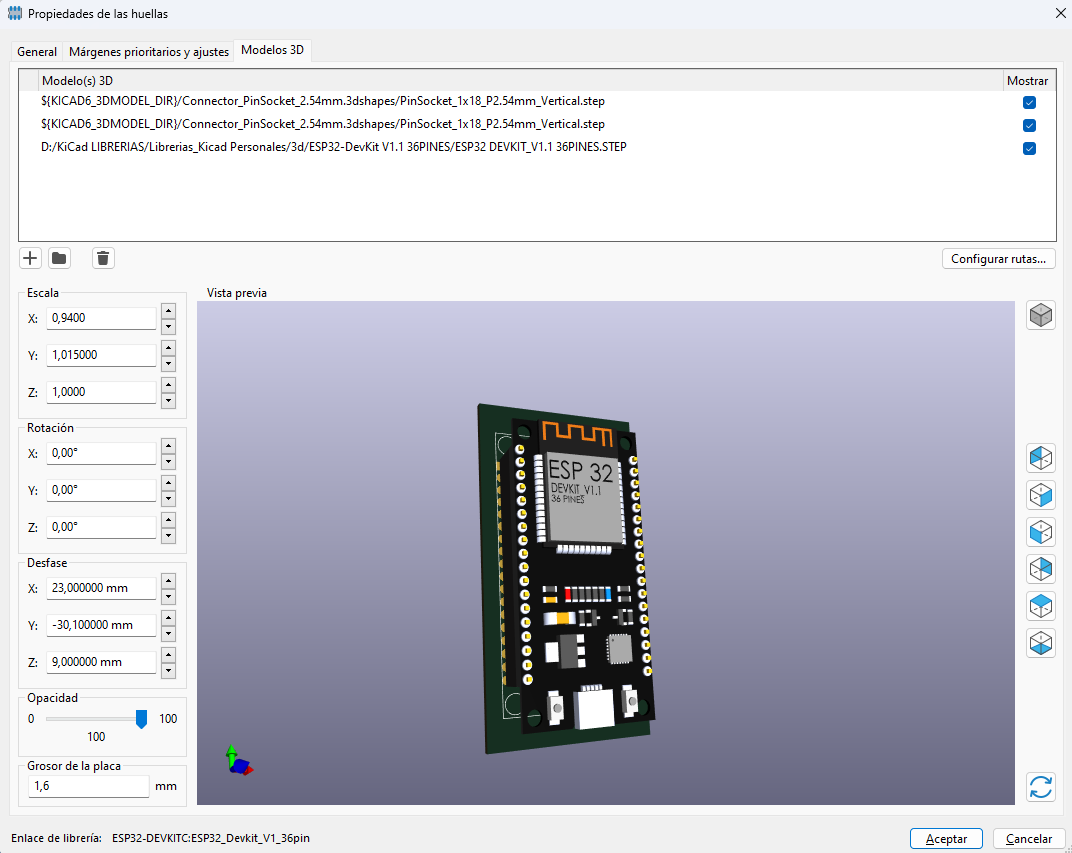 Propiedades de las huellas
General Márgenes prioritarios y ajustes Modelos 3D
Modelo(s) 3D Mostrar
${KICAD6_3DMODEL_DIR}/Connector_PinSocket_2.54mm.3dshapes/PinSocket_1x18_P2.54mm_Vertical.step
${KICAD6_3DMODEL_DIR}/Connector_PinSocket_2.54mm.3dshapes/PinSocket_1x18_P2.54mm_Vertical.step
D:/KiCad LIBRERIAS/Librerias_Kicad Personales/3d/ESP32-DevKit V1.1 36PINES/ESP32 DEVKIT_V1.1 36PINES.STEP
Configurar rutas...
Escala
X: 0,9400
Y: 1,015000
Z: 1,0000
Rotación
X: 0,00°
Y: 0,00°
Z: 0,00°
Desfase
X: 23,000000 mm
Y: -30,100000 mm
Z: 9,000000 mm
Opacidad
0 100
100
Grosor de la placa
1,6 mm
Vista previa
ESP 32
DEVKIT V1.1
36 PINES
Enlace de librería: ESP32-DEVKITC:ESP32_Devkit_V1_36pin
Aceptar Cancelar